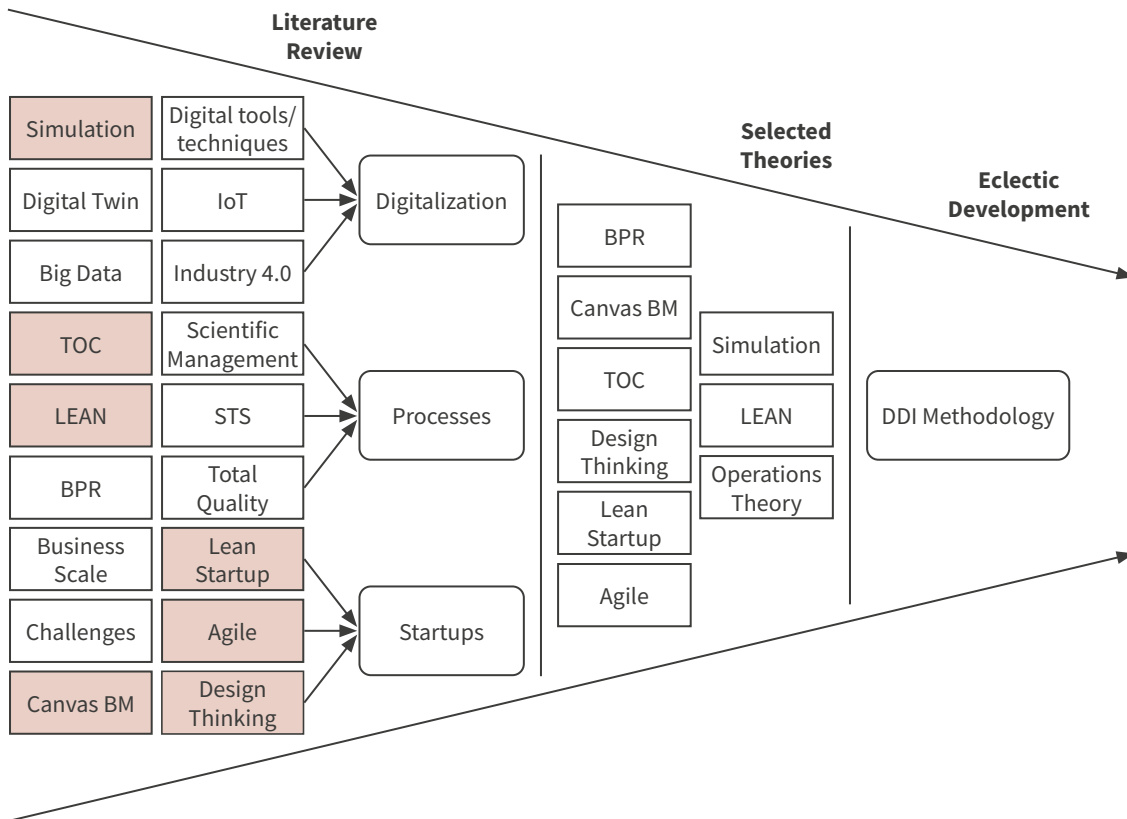 Literature
Review
Selected
Theories
Eclectic
Development
Simulation
Digital tools/
techniques
Digital Twin
IoT
Big Data
Industry 4.0
Digitalization
TOC
Scientific
Management
LEAN
STS
BPR
Total
Quality
Processes
Business
Scale
Lean
Startup
Challenges
Agile
Canvas BM
Design
Thinking
Startups
BPR
Canvas BM
TOC
Design
Thinking
Lean
Startup
Agile
Simulation
LEAN
Operations
Theory
DDI Methodology